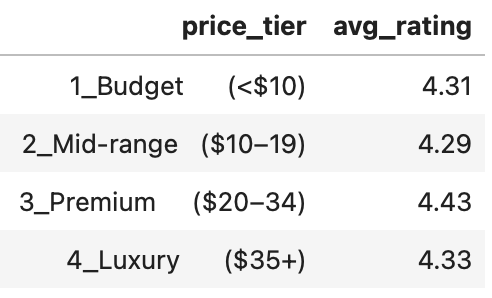 price_tier avg_rating
1_Budget (<$10) 4.31
2_Mid-range ($10–19) 4.29
3_Premium ($20–34) 4.43
4_Luxury ($35+) 4.33